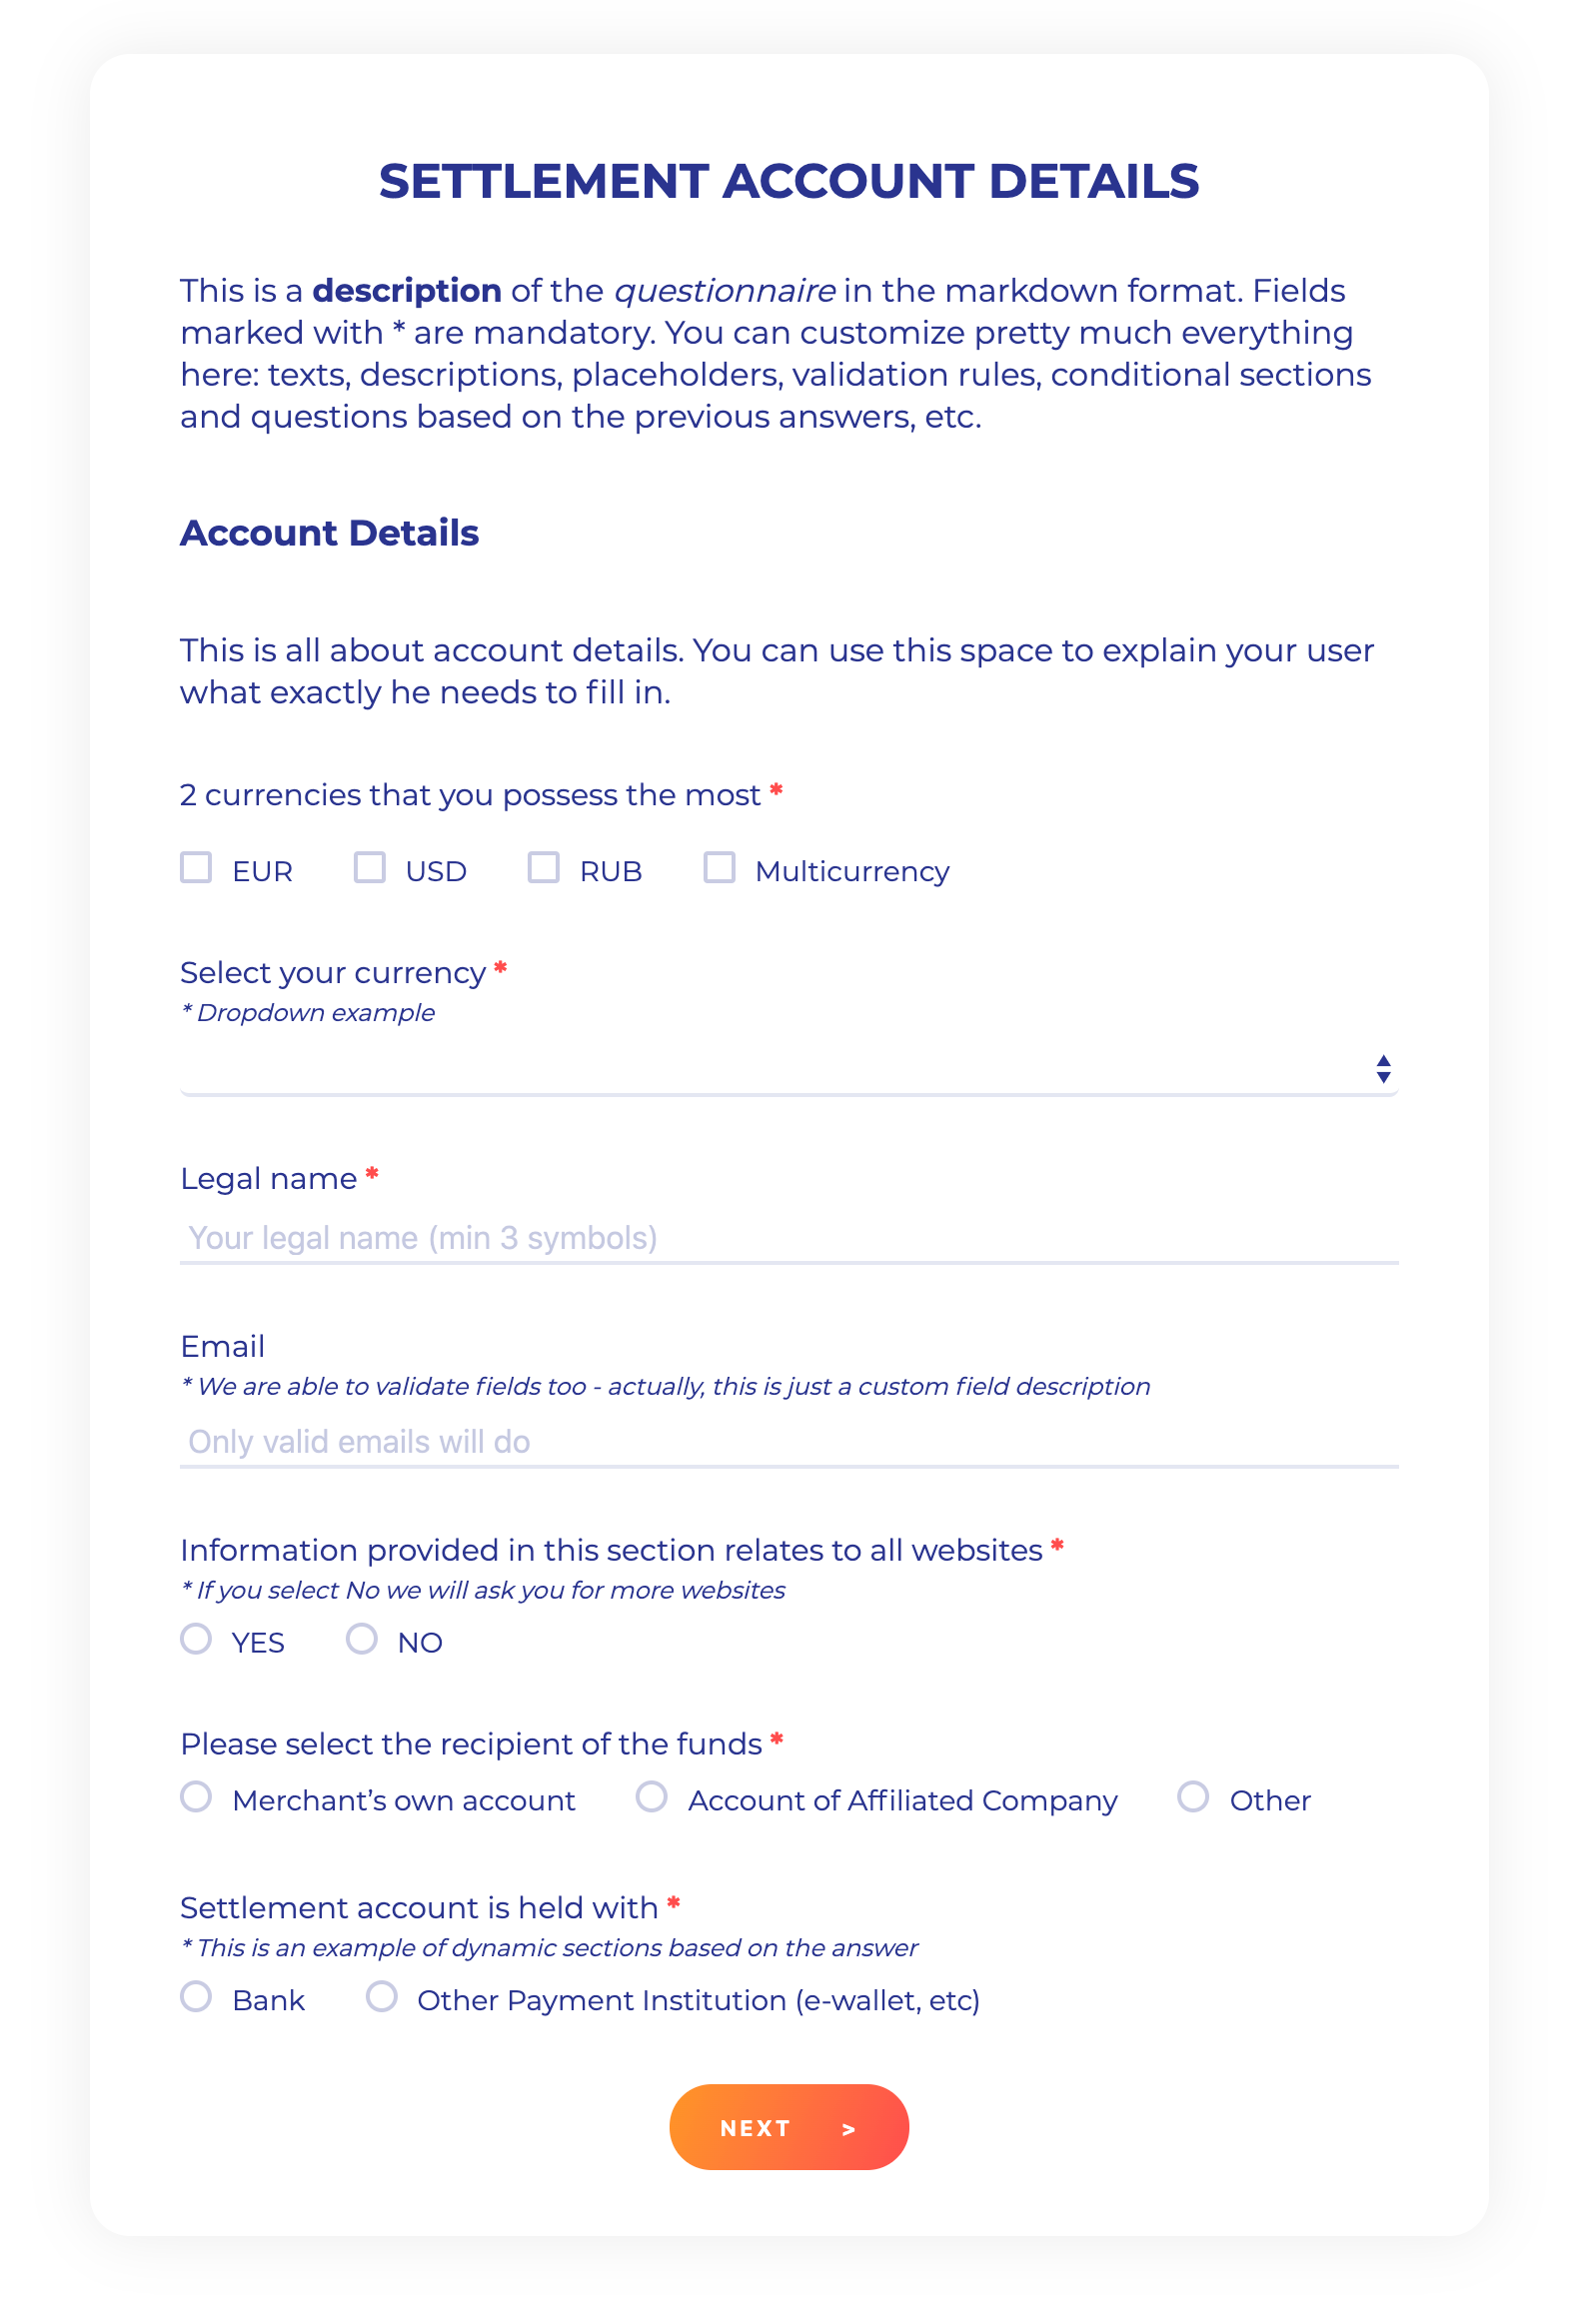 SETTLEMENT ACCOUNT DETAILS
This is a description of the questionnaire in the markdown format. Fields
marked with * are mandatory. You can customize pretty much everything
here: texts, descriptions, placeholders, validation rules, conditional sections
and questions based on the previous answers, etc.
Account Details
This is all about account details. You can use this space to explain your user
what exactly he needs to fill in.
2 currencies that you possess the most *
EUR USD RUB Multicurrency
Select your currency *
* Dropdown example
Legal name *
Your legal name (min 3 symbols)
Email
* We are able to validate fields too - actually, this is just a custom field description
Only valid emails will do
Information provided in this section relates to all websites *
* If you select No we will ask you for more websites
YES NO
Please select the recipient of the funds *
Merchant’s own account Account of Affiliated Company Other
Settlement account is held with *
* This is an example of dynamic sections based on the answer
Bank Other Payment Institution (e-wallet, etc)
NEXT >